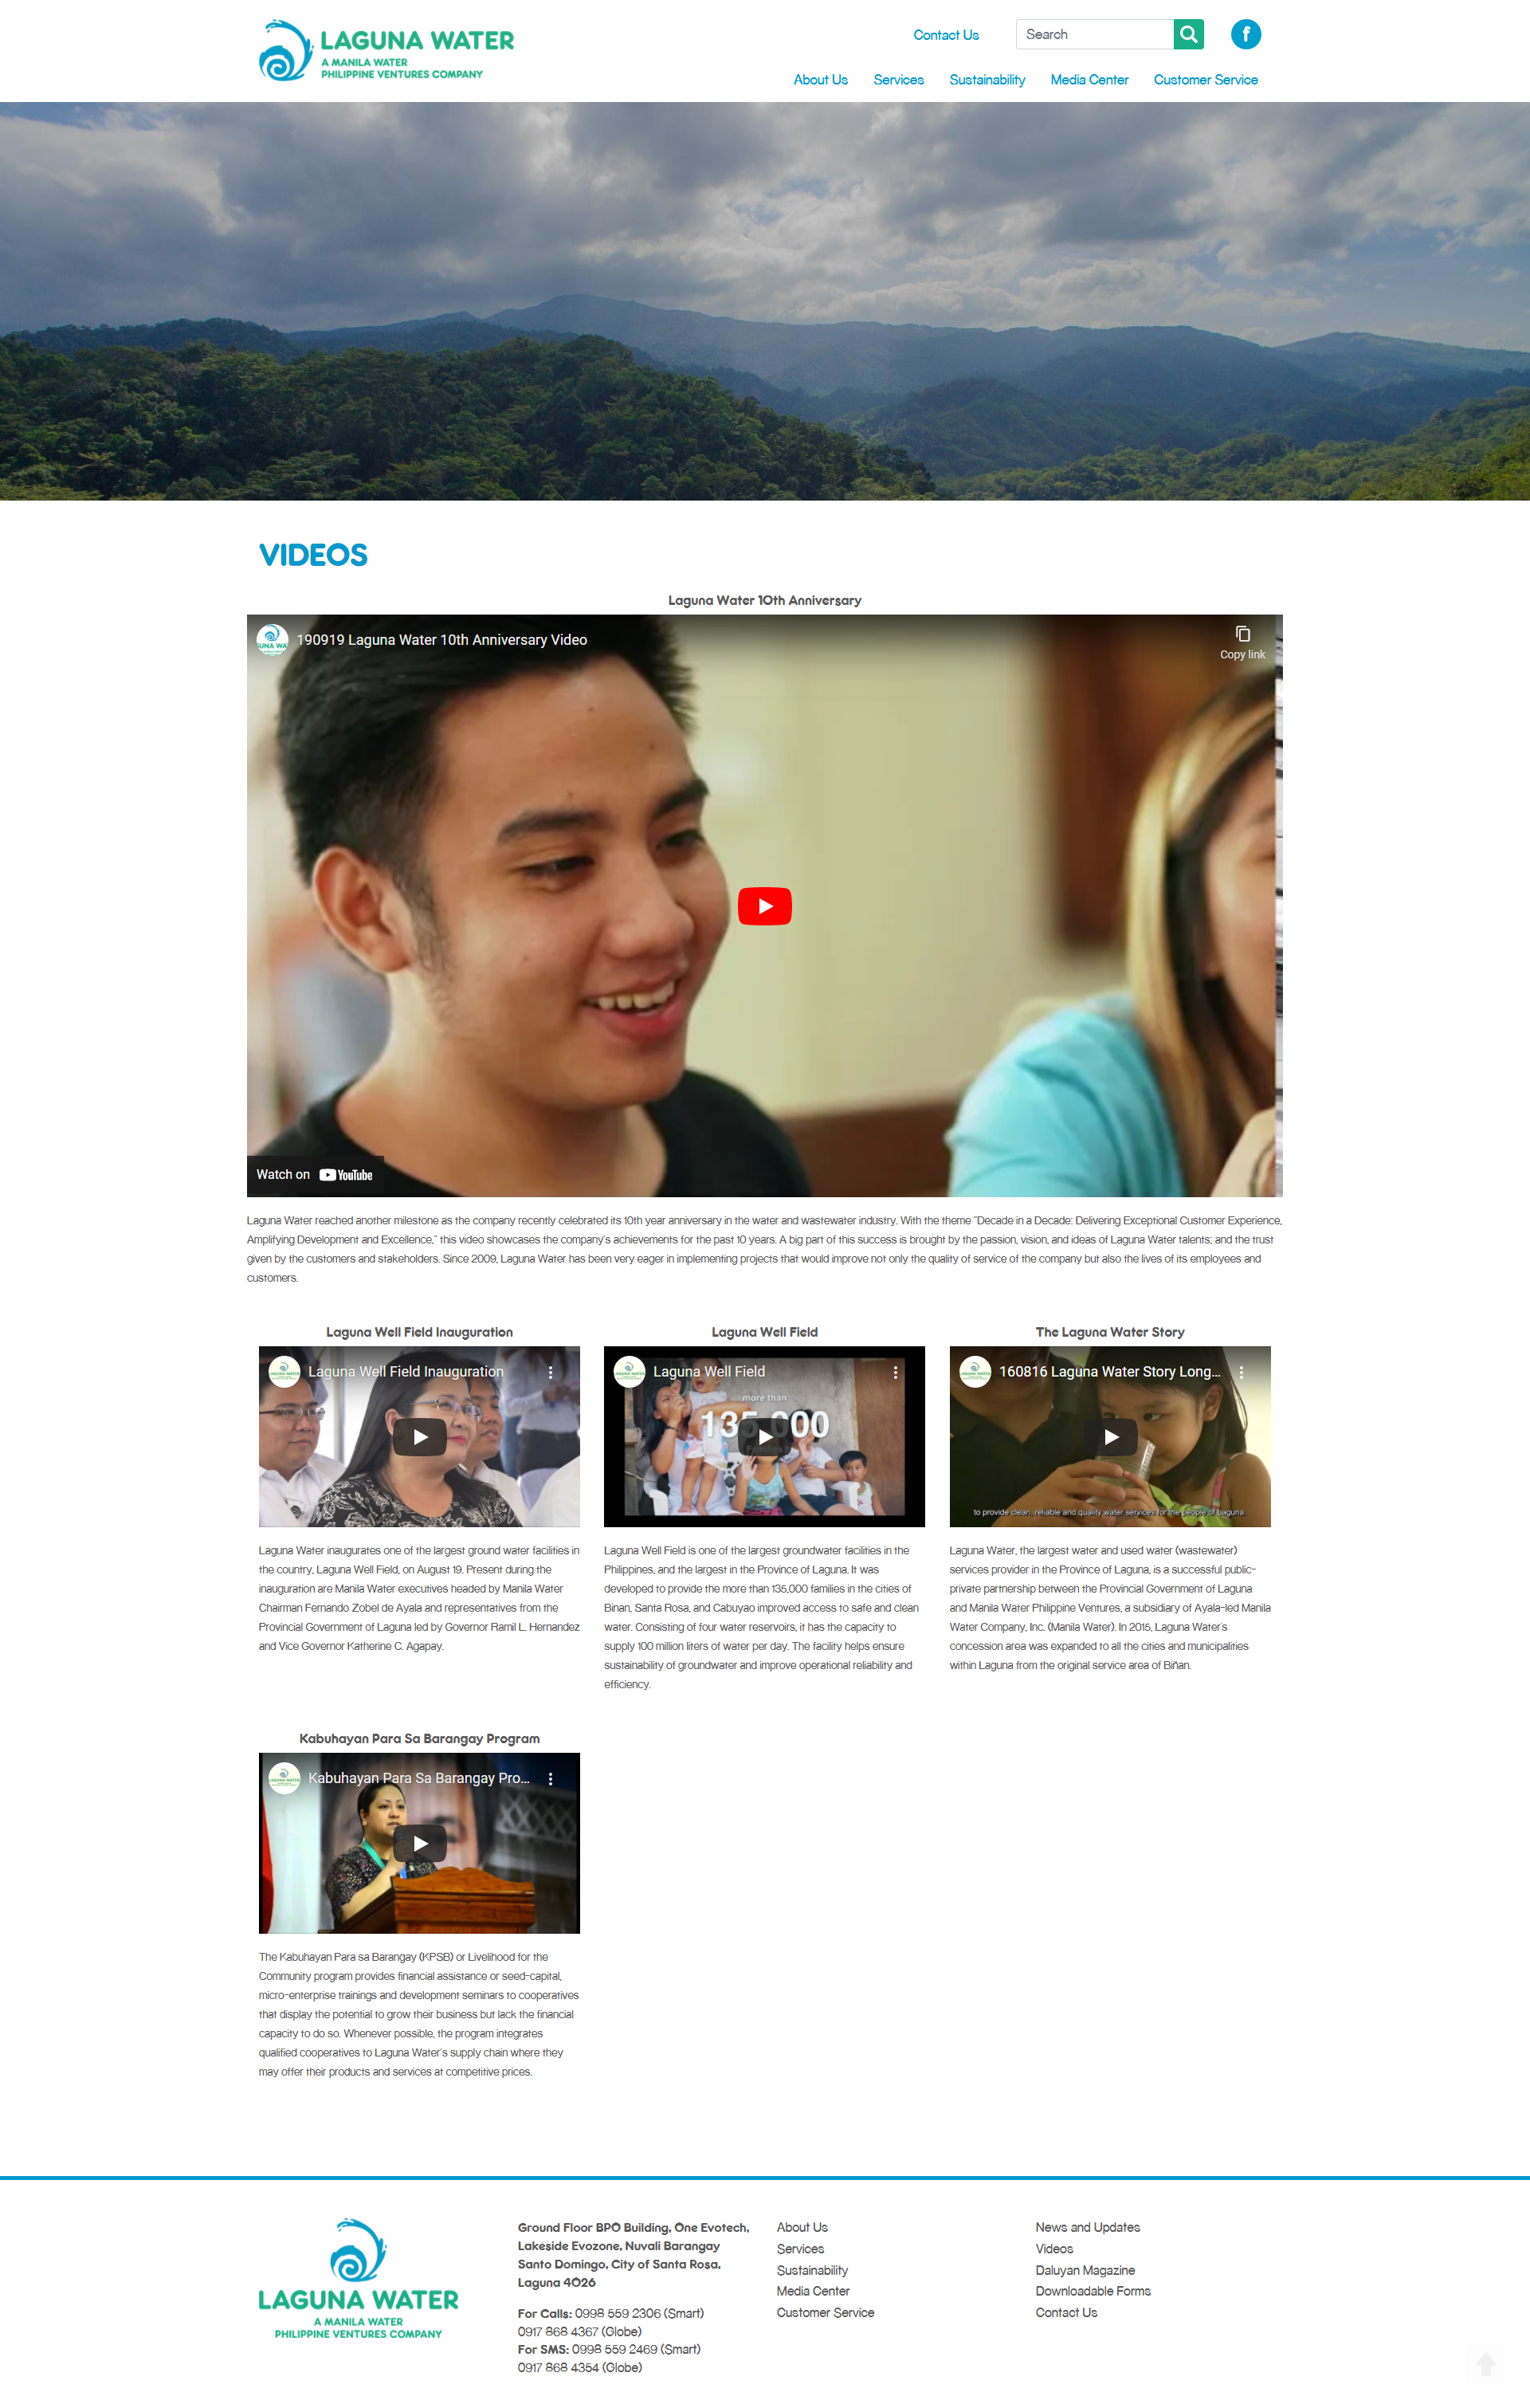 LAGUNA WATER
A MANILA WATER
PHILIPPINE VENTURES COMPANY
Contact Us
Search
About Us
Services
Sustainability
Media Center
Customer Service
VIDEOS
Laguna Water 10th Anniversary
190919 Laguna Water 10th Anniversary Video
Copy link
Watch on YouTube
Laguna Water reached another milestone as the company recently celebrated its 10th year anniversary in the water and wastewater industry. With the theme "Decade in a Decade: Delivering Exceptional Customer Experience,
Amplifying Development and Excellence," this video showcases the company's achievements for the past 10 years. A big part of this success is brought by the passion, vision, and ideas of Laguna Water talents; and the trust
given by the customers and stakeholders. Since 2009, Laguna Water has been very eager in implementing projects that would improve not only the quality of service of the company but also the lives of its employees and
customers.
Laguna Well Field Inauguration
Laguna Well Field Inauguration
Laguna Water inaugurates one of the largest ground water facilities in
the country, Laguna Well Field, on August 19. Present during the
inauguration are Manila Water executives headed by Manila Water
Chairman Fernando Zobel de Ayala and representatives from the
Provincial Government of Laguna led by Governor Ramil L. Hernandez
and Vice Governor Katherine C. Agapay.
Laguna Well Field
Laguna Well Field
more than
135,000
Laguna Well Field is one of the largest groundwater facilities in the
Philippines, and the largest in the Province of Laguna. It was
developed to provide the more than 135,000 families in the cities of
Binan, Santa Rosa, and Cabuyao improved access to safe and clean
water. Consisting of four water reservoirs, it has the capacity to
supply 100 million liters of water per day. The facility helps ensure
sustainability of groundwater and improve operational reliability and
efficiency.
The Laguna Water Story
160816 Laguna Water Story Long...
to provide clean, reliable and quality water services for the people of Laguna.
Laguna Water, the largest water and used water (wastewater)
services provider in the Province of Laguna, is a successful public-
private partnership between the Provincial Government of Laguna
and Manila Water Philippine Ventures, a subsidiary of Ayala-led Manila
Water Company, Inc. (Manila Water). In 2015, Laguna Water's
concession area was expanded to all the cities and municipalities
within Laguna from the original service area of Biñan.
Kabuhayan Para Sa Barangay Program
Kabuhayan Para Sa Barangay Pro...
The Kabuhayan Para sa Barangay (KPSB) or Livelihood for the
Community program provides financial assistance or seed-capital,
micro-enterprise trainings and development seminars to cooperatives
that display the potential to grow their business but lack the financial
capacity to do so. Whenever possible, the program integrates
qualified cooperatives to Laguna Water's supply chain where they
may offer their products and services at competitive prices.
LAGUNA WATER
A MANILA WATER
PHILIPPINE VENTURES COMPANY
Ground Floor BPO Building, One Evotech,
Lakeside Evozone, Nuvali Barangay
Santo Domingo, City of Santa Rosa,
Laguna 4026
For Calls: 0998 559 2306 (Smart)
0917 868 4367 (Globe)
For SMS: 0998 559 2469 (Smart)
0917 868 4354 (Globe)
About Us
Services
Sustainability
Media Center
Customer Service
News and Updates
Videos
Daluyan Magazine
Downloadable Forms
Contact Us